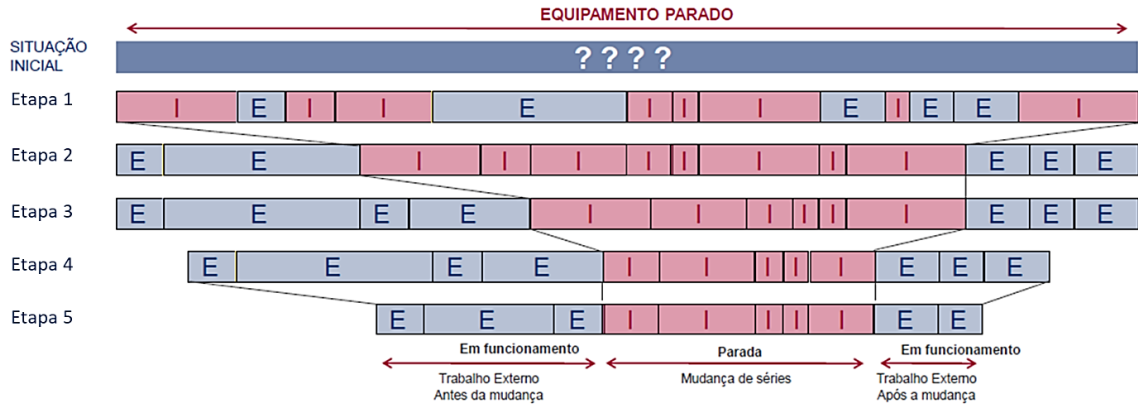 EQUIPAMENTO PARADO
SITUAÇÃO
INICIAL
? ? ? ?
Etapa 1
I E I I E I I I E I E E I
Etapa 2
E E I I I I I I I I E E E
Etapa 3
E E E E I I I I I I E E E
Etapa 4
E E E E I I I I I E E E
Etapa 5
E E E I I I I I E E
Em funcionamento
Parada
Em funcionamento
Trabalho Externo
Antes da mudança
Mudança de séries
Trabalho Externo
Após a mudança